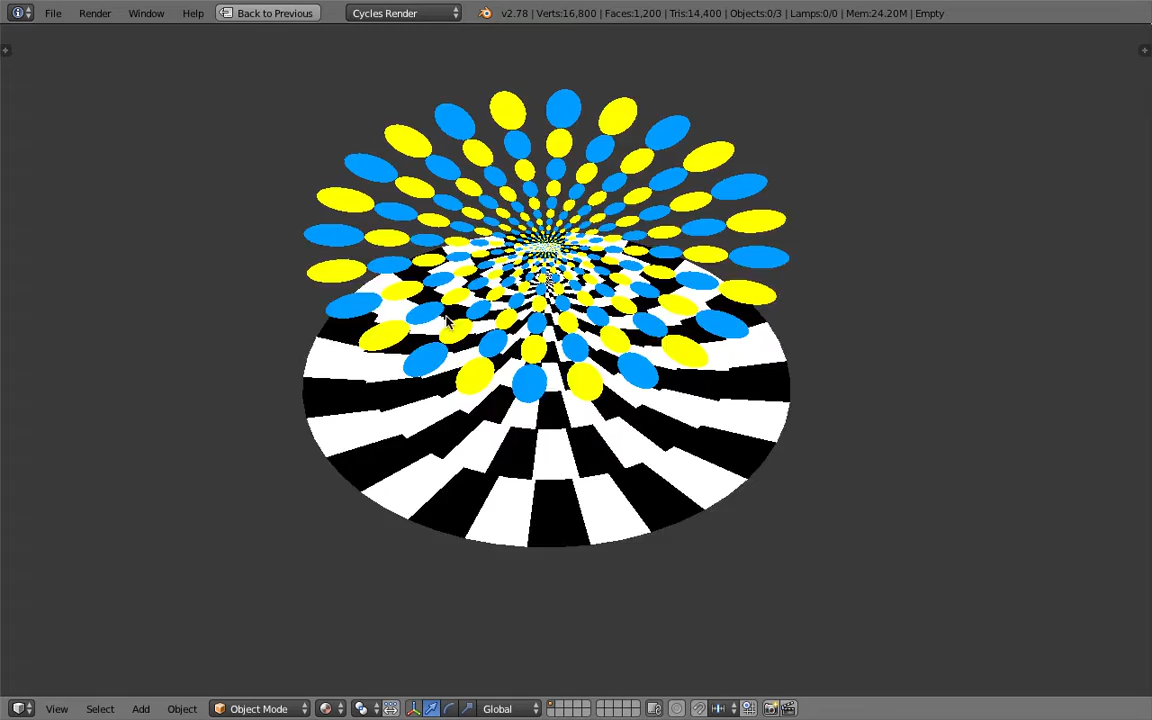 File Render Window Help Back to Previous Cycles Render v2.78 | Verts:16,800 | Faces:1,200 | Tris:14,400 | Objects:0/3 | Lamps:0/0 | Mem:24.20M | Empty
View Select Add Object Object Mode Global